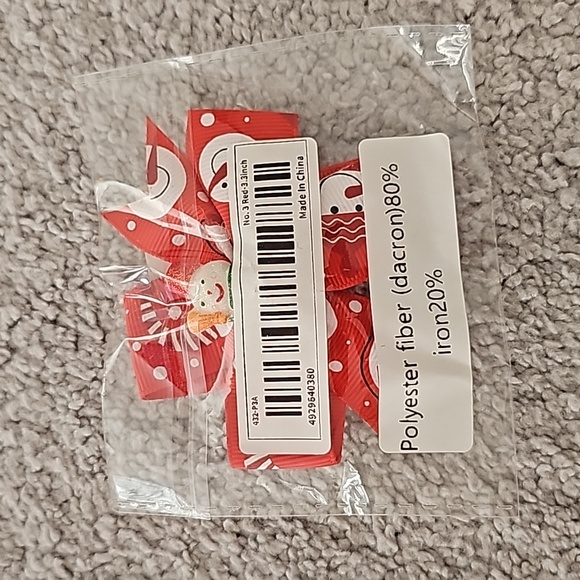 No: 3 Red-3.3inch
Made In China
432-P3A
4929640380
Polyester fiber (dacron)80%
iron20%